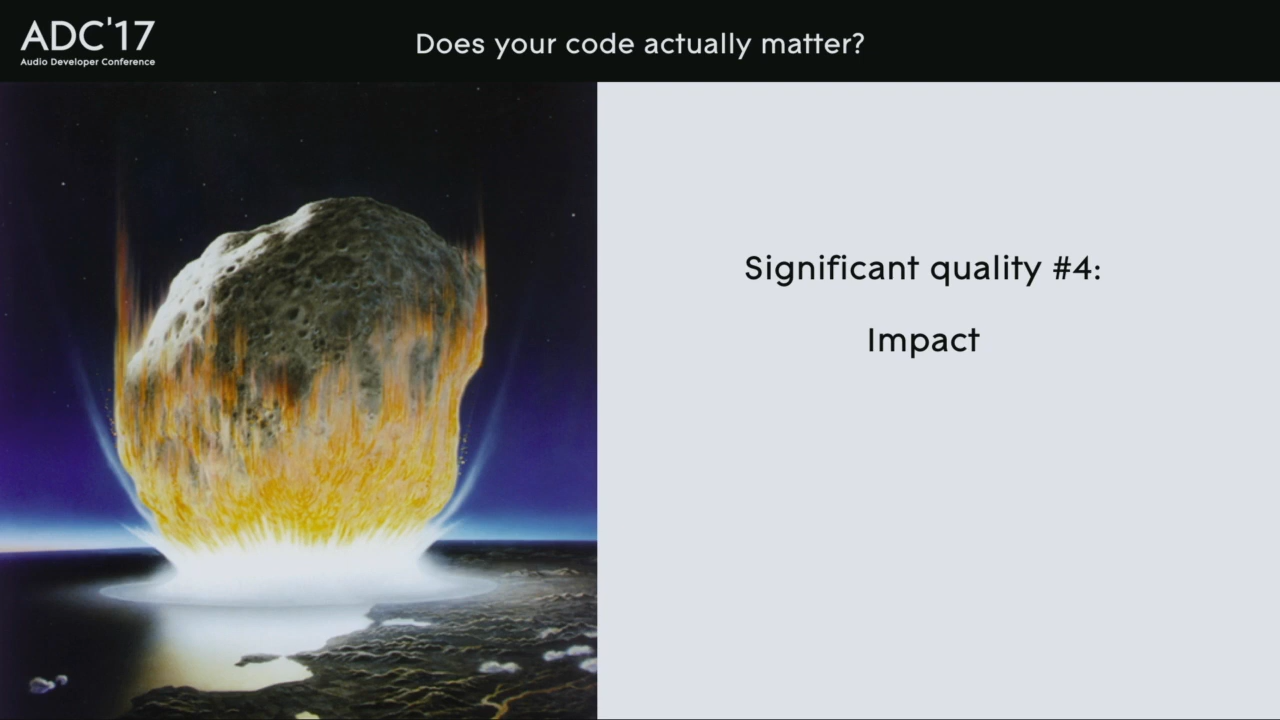 ADC'17
Audio Developer Conference
Does your code actually matter?
Significant quality #4:
Impact